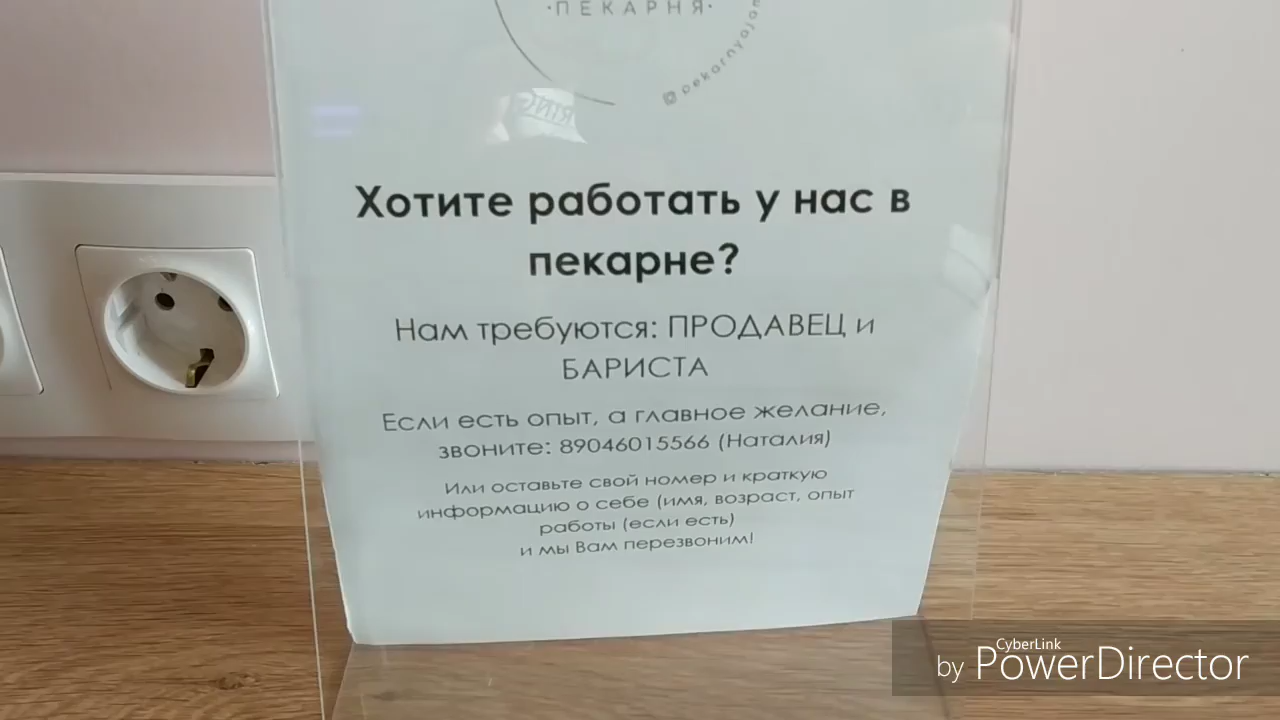 ·ПЕКАРНЯ·
Хотите работать у нас в
пекарне?
Нам требуются: ПРОДАВЕЦ и
БАРИСТА
Если есть опыт, а главное желание,
звоните: 89046015566 (Наталия)
Или оставьте свой номер и краткую
информацию о себе (имя, возраст, опыт
работы (если есть)
и мы Вам перезвоним!
CyberLink
by PowerDirector